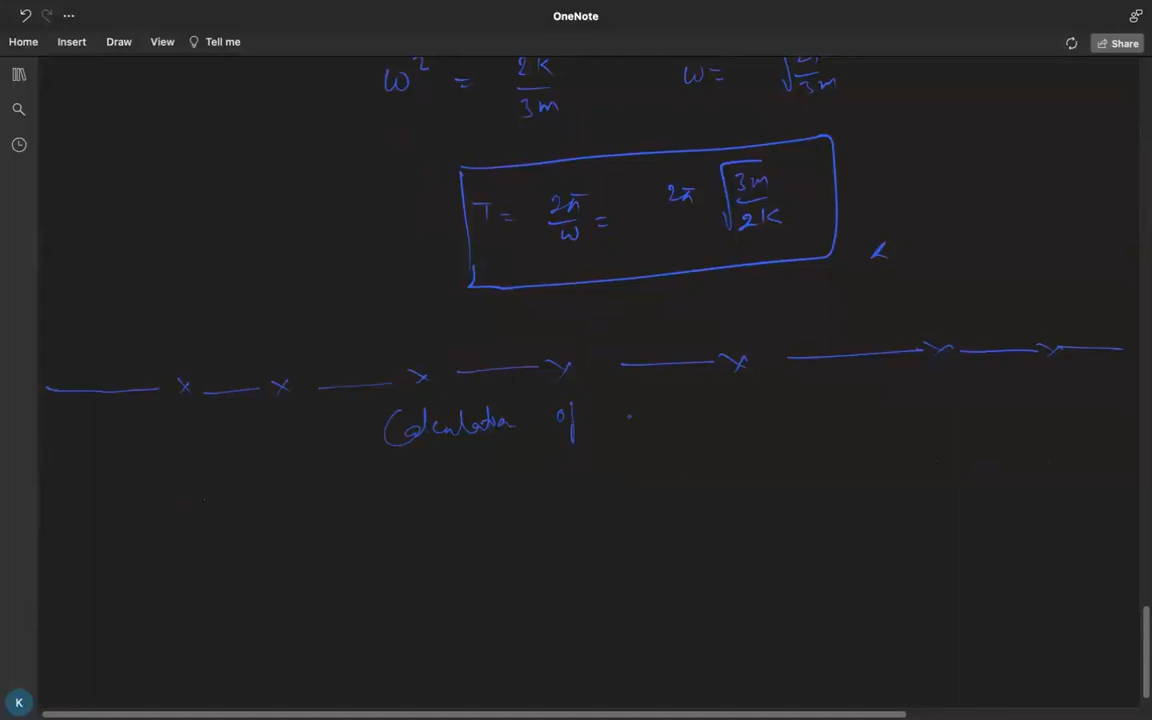 OneNote
Home Insert Draw View Tell me
Share
ω² = 2K/3m ω = √2K/3m
T = 2π/ω = 2π √3m/2K
Calculation of
K